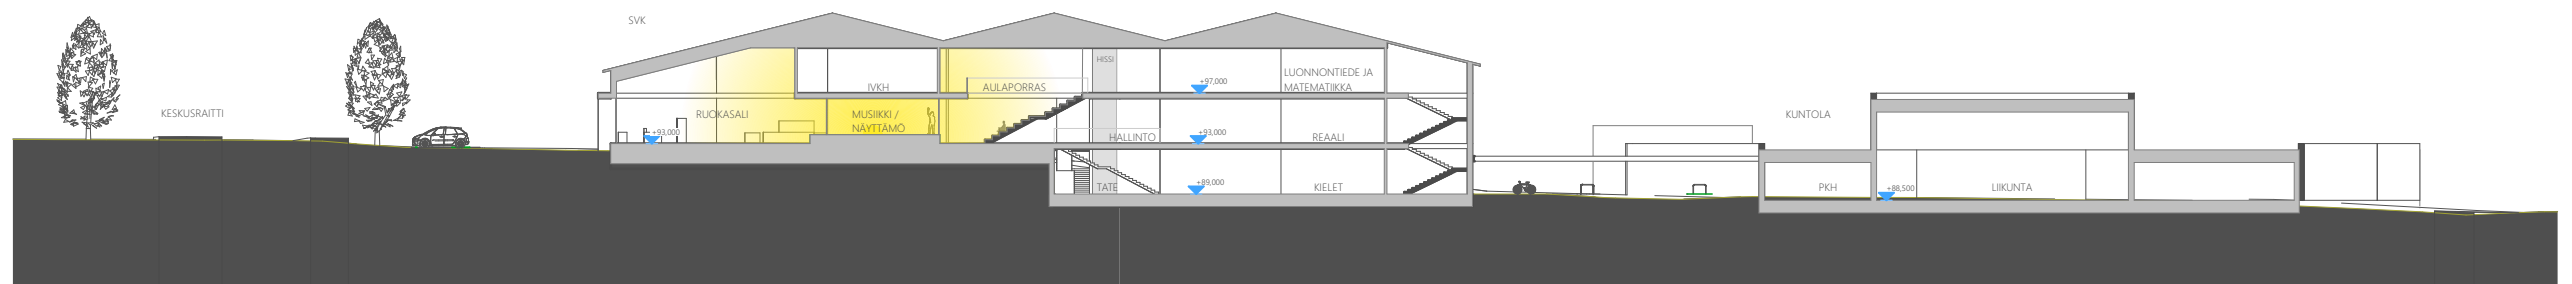 SVK
HISSI
LUONNONTIEDE JA
MATEMATIIKKA
+97,000
IVKH
AULAPORRAS
KESKUSRAITTI
RUOKASALI
MUSIIKKI /
NÄYTTÄMÖ
KUNTOLA
+93,000
+93,000
HALLINTO
REAALI
TATE
+89,000
KIELET
PKH
+88,500
LIIKUNTA